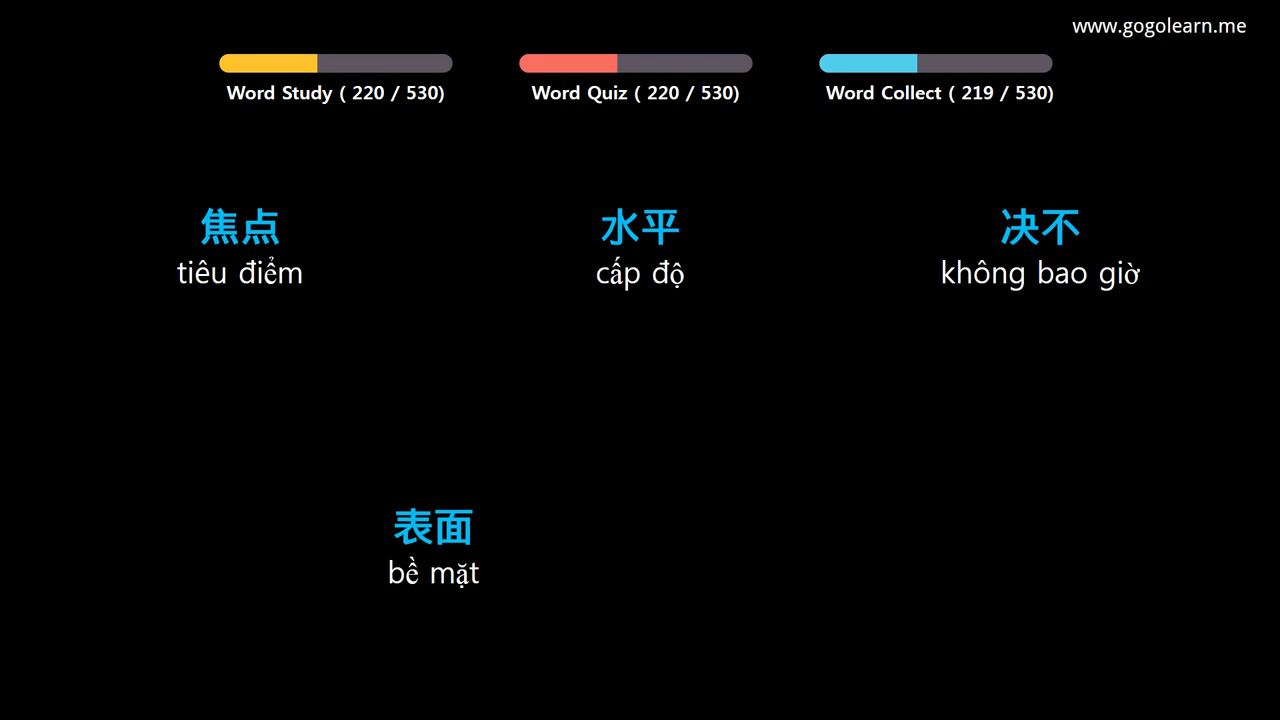 www.gogolearn.me
Word Study ( 220 / 530)
Word Quiz ( 220 / 530)
Word Collect ( 219 / 530)
焦点
tiêu điểm
水平
cấp độ
决不
không bao giờ
表面
bề mặt